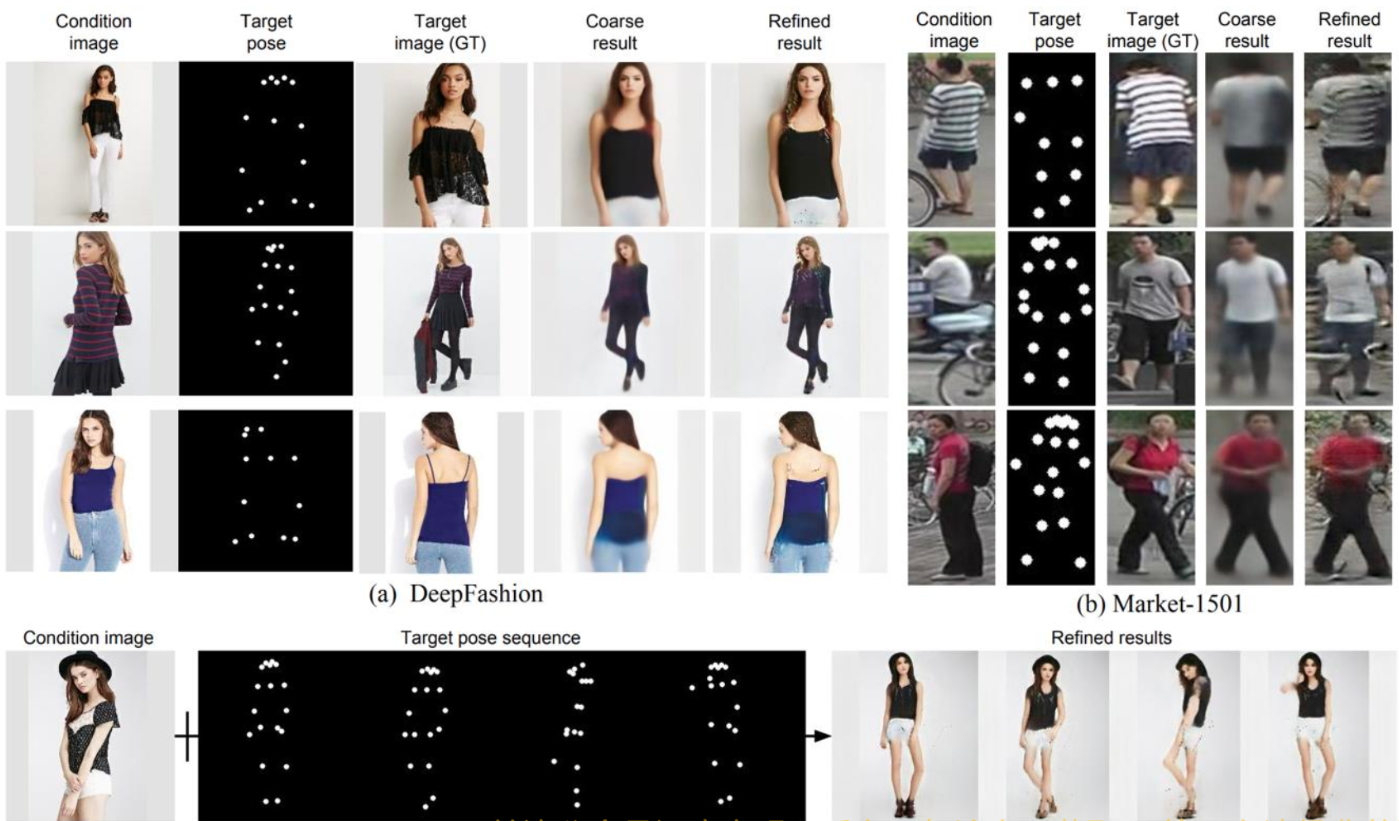 Condition image
Target pose
Target image (GT)
Coarse result
Refined result
Condition image
Target pose
Target image (GT)
Coarse result
Refined result
(a) DeepFashion
(b) Market-1501
Condition image
Target pose sequence
Refined results